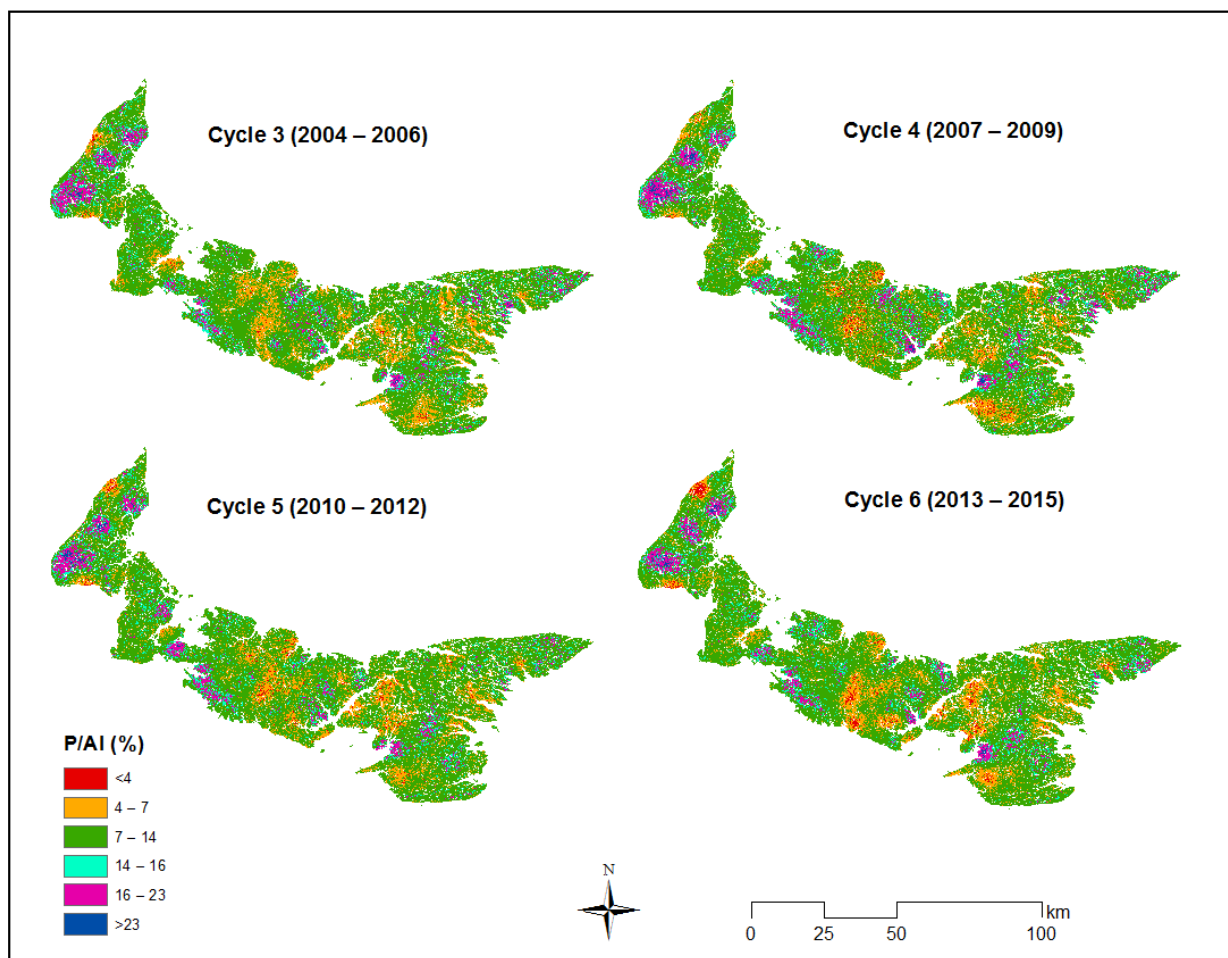 Cycle 3 (2004 – 2006)
Cycle 4 (2007 – 2009)
Cycle 5 (2010 – 2012)
Cycle 6 (2013 – 2015)
P/Al (%)
<4
4 – 7
7 – 14
14 – 16
16 – 23
>23
N
km
0 25 50 100